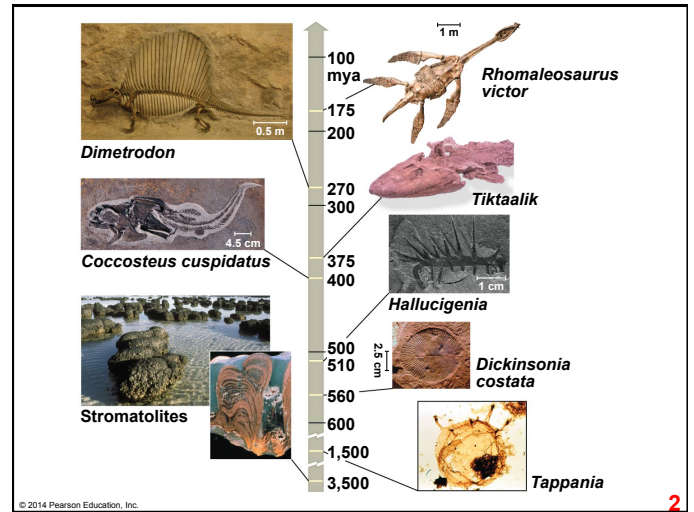 1 m
100
mya
Rhomaleosaurus
victor
0.5 m
175
200
Dimetrodon
Tiktaalik
270
300
4.5 cm
Coccosteus cuspidatus
375
400
1 cm
Hallucigenia
500
510
2.5 cm
Dickinsonia
costata
560
Stromatolites
600
1,500
3,500
Tappania
© 2014 Pearson Education, Inc.
2